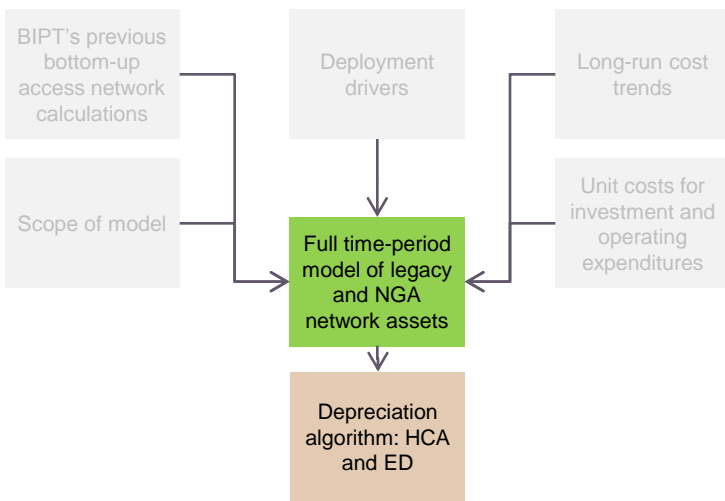 BIPT's previous
bottom-up
access network
calculations
Deployment
drivers
Long-run cost
trends
Scope of model
Full time-period
model of legacy
and NGA
network assets
Unit costs for
investment and
operating
expenditures
Depreciation
algorithm: HCA
and ED